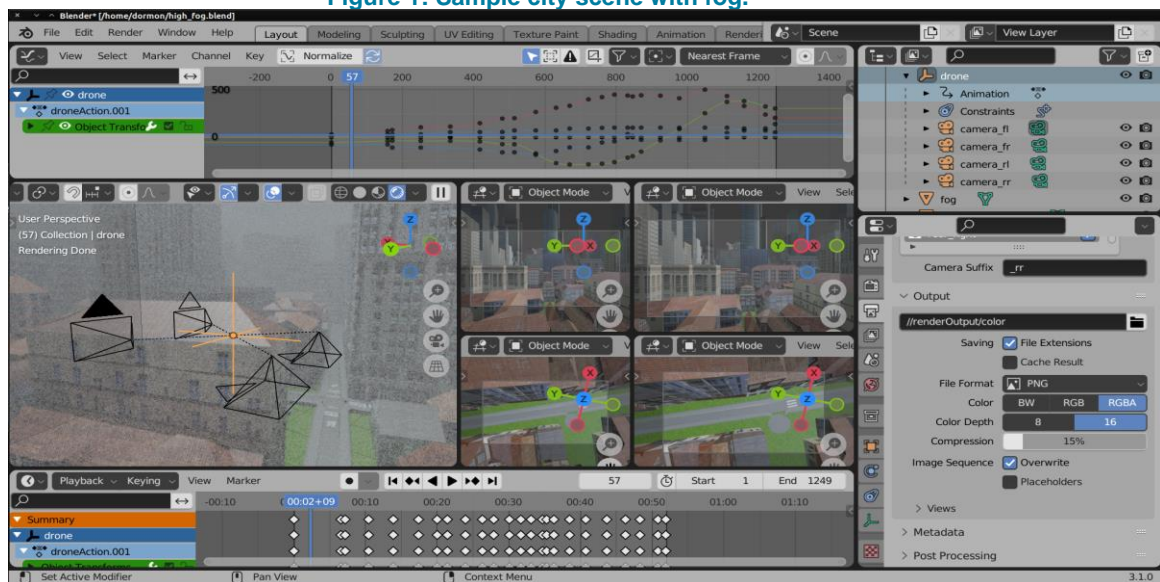 Figure 1: Sample city scene with fog.
Blender* [/home/dormon/high_fog.blend]
File Edit Render Window Help Layout Modeling Sculpting UV Editing Texture Paint Shading Animation Renderi Scene View Layer
View Select Marker Channel Key Normalize Nearest Frame
-200 0 57 200 400 600 800 1000 1200 1400
500
0
drone
droneAction.001
Object Transfo
drone
Animation
Constraints
camera_fl
camera_fr
camera_rl
camera_rr
fog
Object Mode V
Object Mode View Sele
User Perspective
(57) Collection | drone
Rendering Done
Z
Y
X
Z
Y
X
Z
Y
X
Object Mode V
Object Mode View Sele
X
Y
Z
X
Y
Z
Camera Suffix _rr
Output
//renderOutput/color
Saving File Extensions
Cache Result
File Format PNG
Color BW RGB RGBA
Color Depth 8 16
Compression 15%
Image Sequence Overwrite
Placeholders
Views
Metadata
Post Processing
Playback Keying View Marker 57 Start 1 End 1249
-00:10 00:02+09 00:10 00:20 00:30 00:40 00:50 01:00 01:10
Summary
drone
droneAction.001
Object Transforms
Set Active Modifier Pan View Context Menu 3.1.0